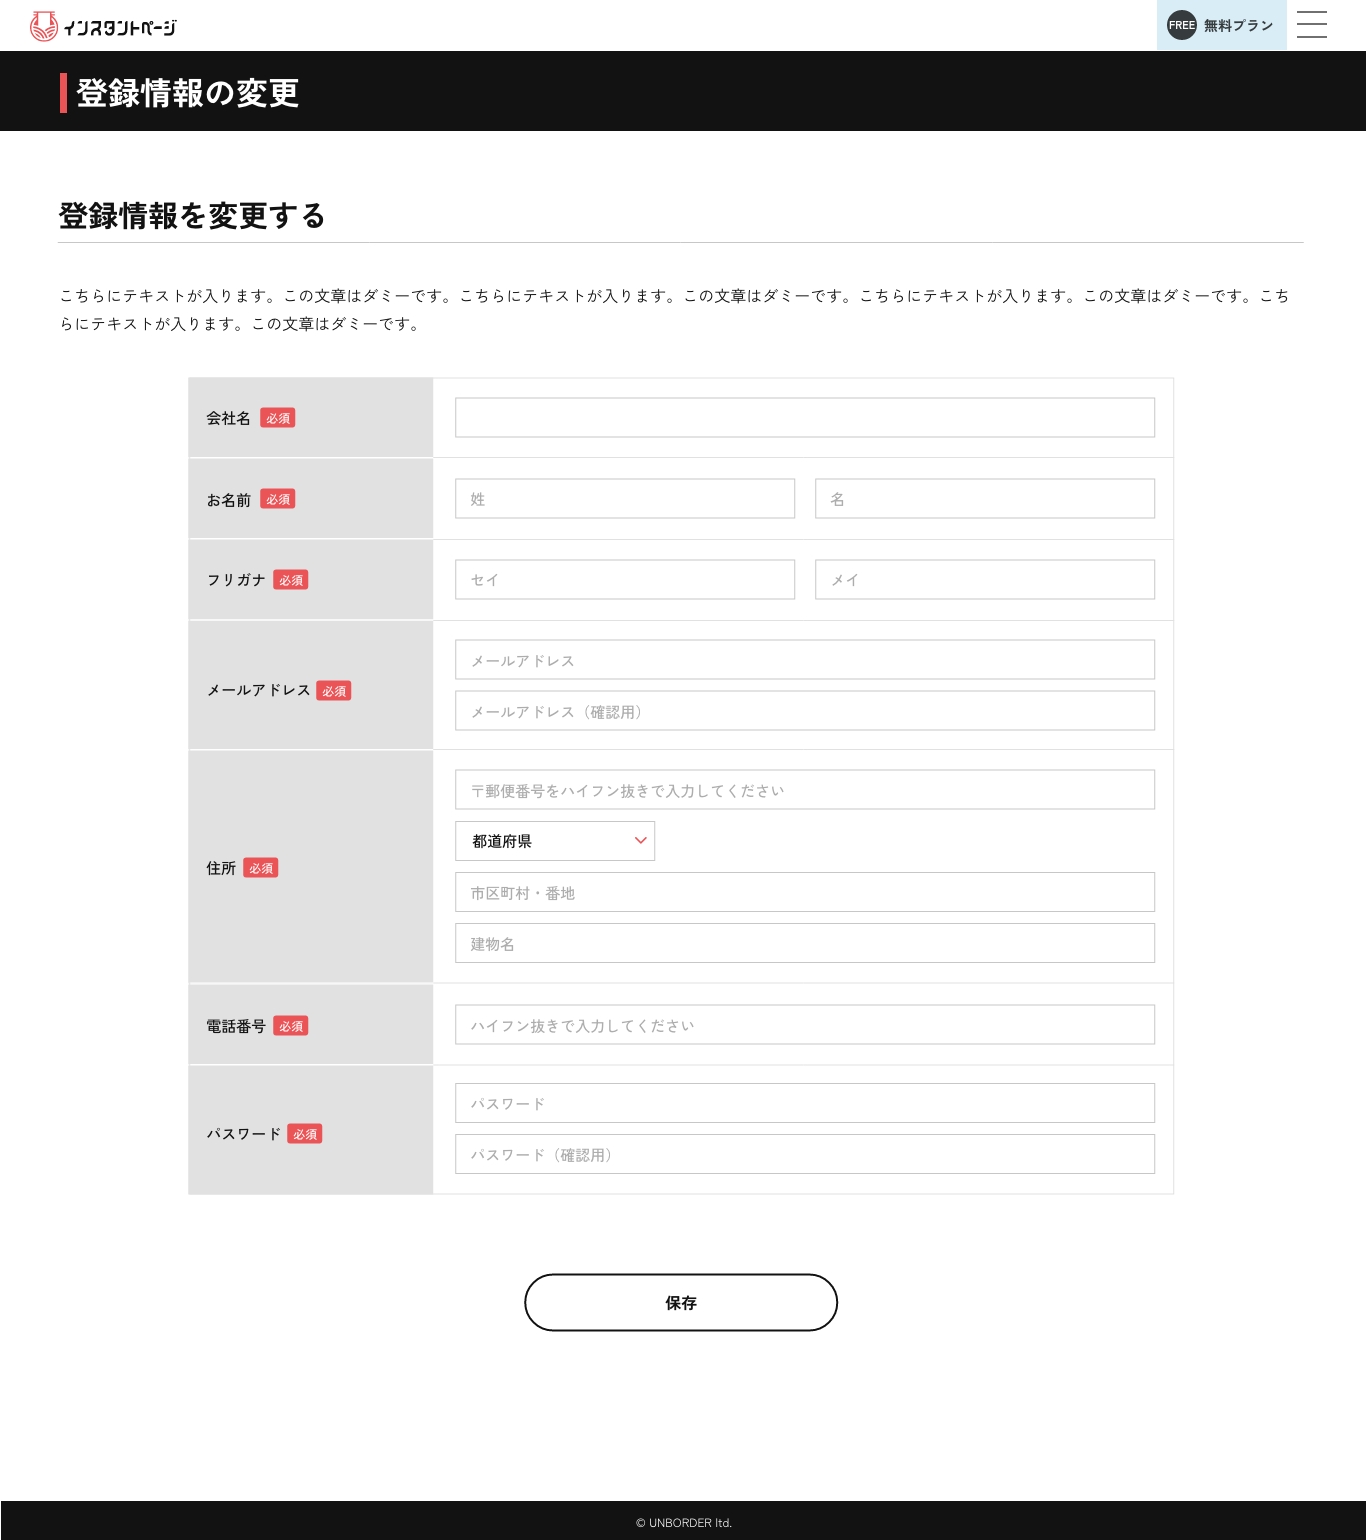 インスタントページ
FREE 無料プラン
登録情報の変更
登録情報を変更する
こちらにテキストが入ります。この文章はダミーです。こちらにテキストが入ります。この文章はダミーです。こちらにテキストが入ります。この文章はダミーです。こち
らにテキストが入ります。この文章はダミーです。
会社名 必須
お名前 必須 姓 名
フリガナ 必須 セイ メイ
メールアドレス 必須
メールアドレス
メールアドレス（確認用）
住所 必須
〒郵便番号をハイフン抜きで入力してください
都道府県
市区町村・番地
建物名
電話番号 必須 ハイフン抜きで入力してください
パスワード 必須
パスワード
パスワード（確認用）
保存
© UNBORDER ltd.